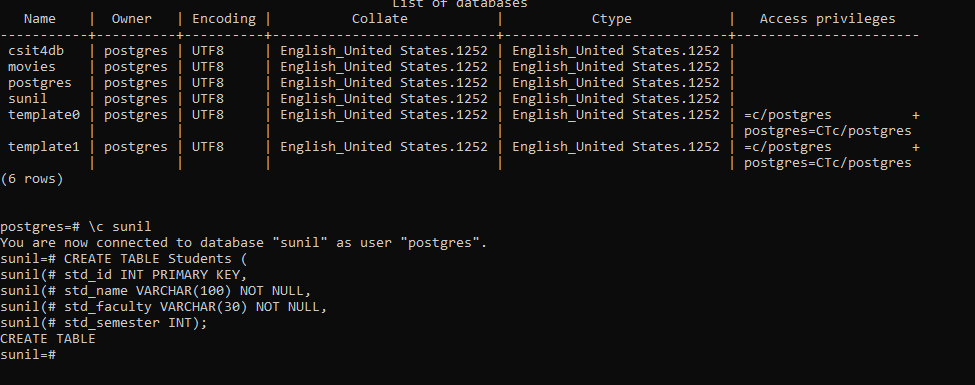 List of databases
   Name    |  Owner   | Encoding |          Collate           |           Ctype            |   Access privileges
-----------+----------+----------+----------------------------+----------------------------+-----------------------
 csit4db   | postgres | UTF8     | English_United States.1252 | English_United States.1252 |
 movies    | postgres | UTF8     | English_United States.1252 | English_United States.1252 |
 postgres  | postgres | UTF8     | English_United States.1252 | English_United States.1252 |
 sunil     | postgres | UTF8     | English_United States.1252 | English_United States.1252 |
 template0 | postgres | UTF8     | English_United States.1252 | English_United States.1252 | =c/postgres          +
           |          |          |                            |                            | postgres=CTc/postgres
 template1 | postgres | UTF8     | English_United States.1252 | English_United States.1252 | =c/postgres          +
           |          |          |                            |                            | postgres=CTc/postgres
(6 rows)
postgres=# \c sunil
You are now connected to database "sunil" as user "postgres".
sunil=# CREATE TABLE Students (
sunil(# std_id INT PRIMARY KEY,
sunil(# std_name VARCHAR(100) NOT NULL,
sunil(# std_faculty VARCHAR(30) NOT NULL,
sunil(# std_semester INT);
CREATE TABLE
sunil=#